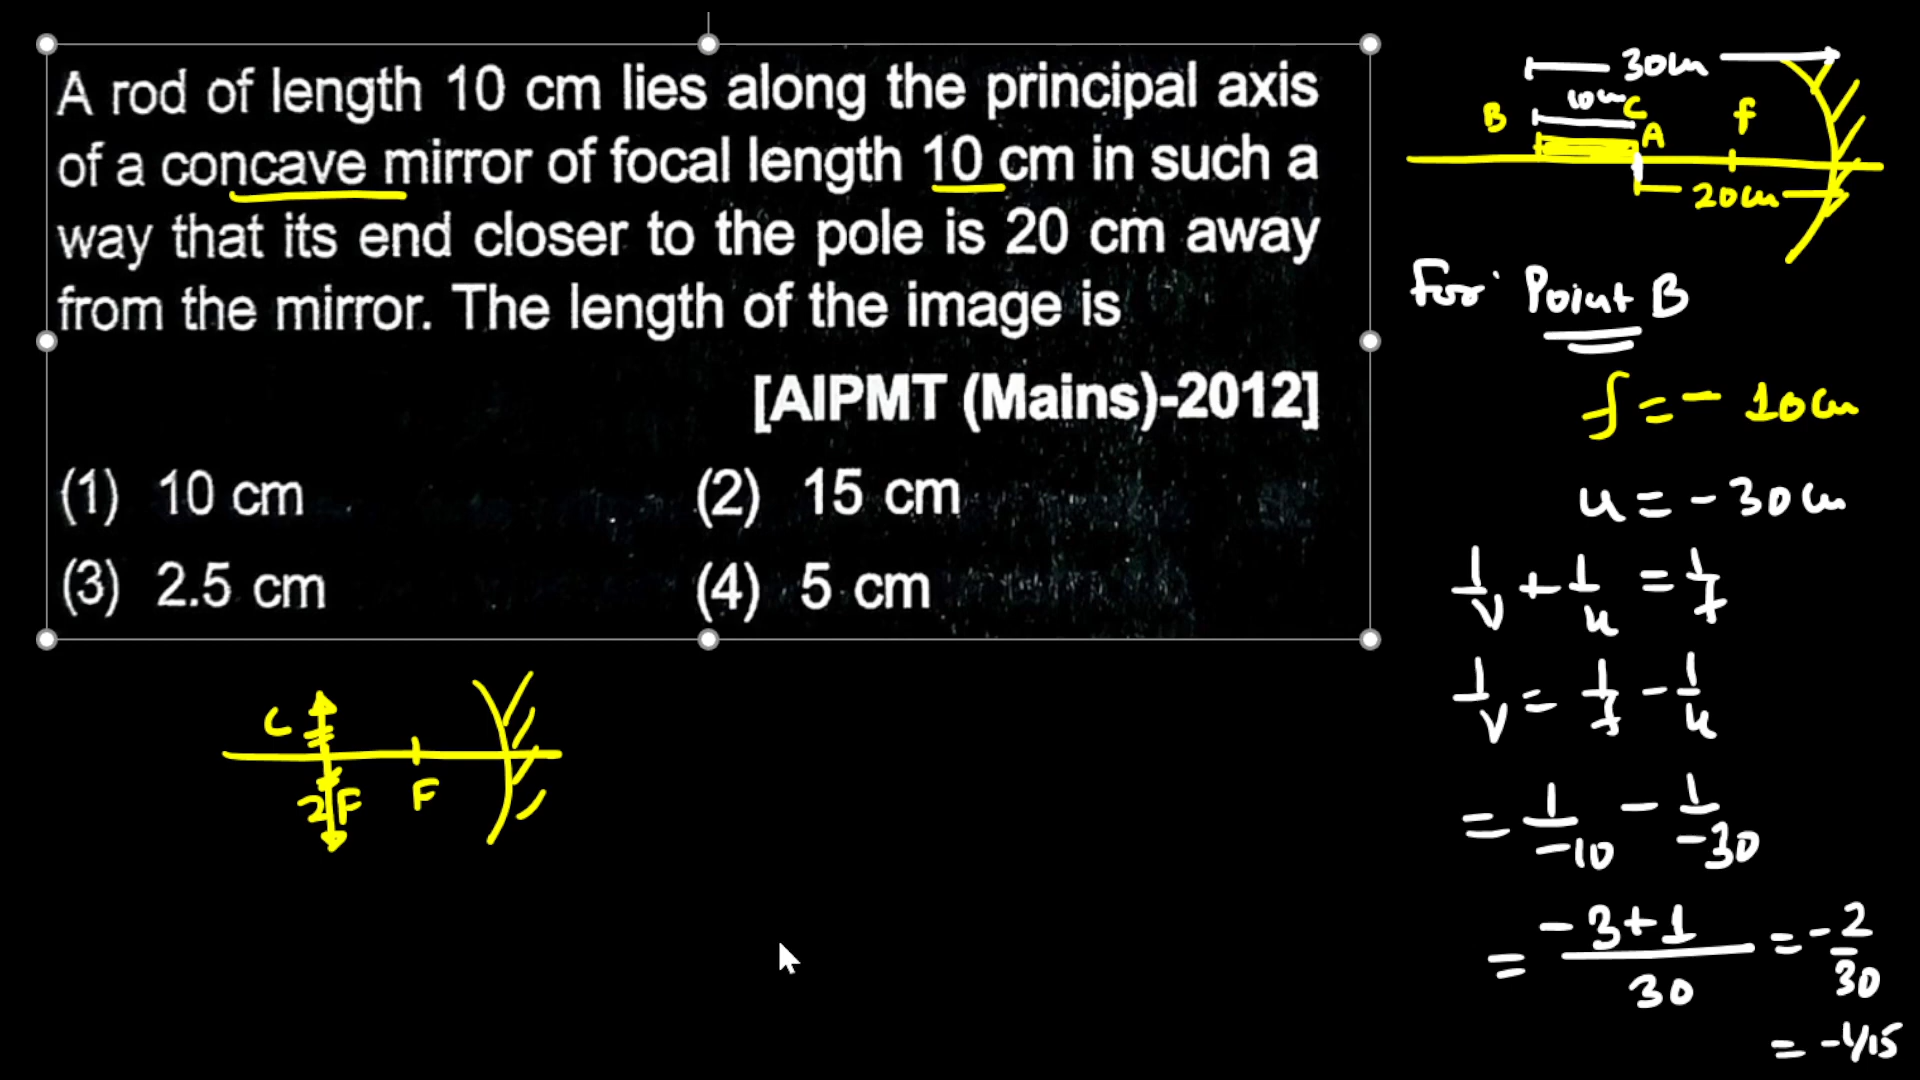 A rod of length 10 cm lies along the principal axis
of a concave mirror of focal length 10 cm in such a
way that its end closer to the pole is 20 cm away
from the mirror. The length of the image is
[AIPMT (Mains)-2012]
(1) 10 cm (2) 15 cm
(3) 2.5 cm (4) 5 cm
C
2F F
30cm
10cm
B C A f
20cm
For Point B
f = - 10cm
u = - 30cm
1/v + 1/u = 1/f
1/v = 1/f - 1/u
= 1/-10 - 1/-30
= -3+1/30 = -2/30
= -1/15